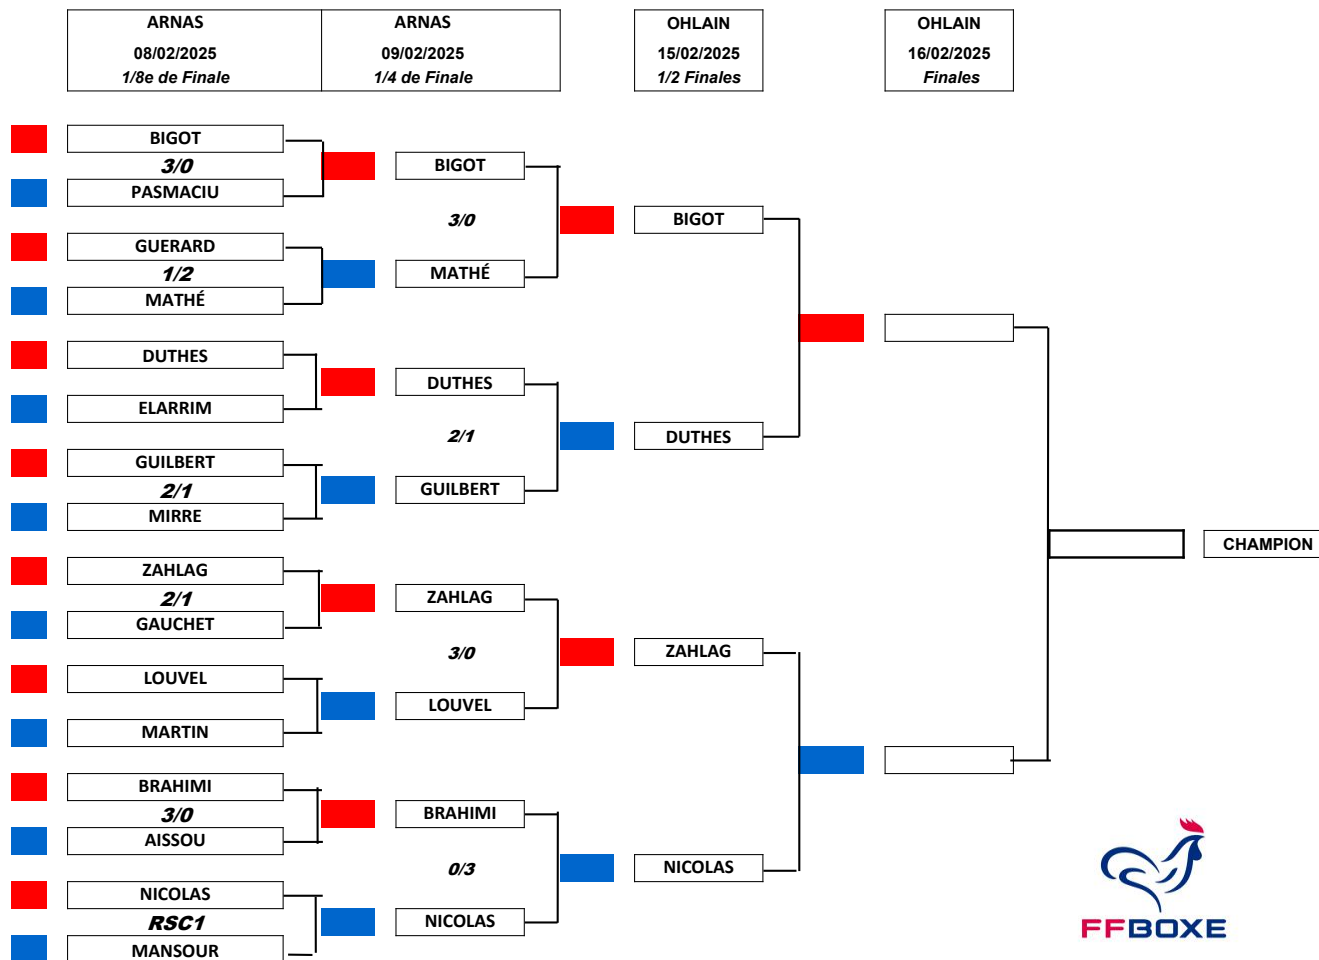 ARNAS
08/02/2025
1/8e de Finale
ARNAS
09/02/2025
1/4 de Finale
OHLAIN
15/02/2025
1/2 Finales
OHLAIN
16/02/2025
Finales
BIGOT
3/0
PASMACIU
GUERARD
1/2
MATHÉ
DUTHES
ELARRIM
GUILBERT
2/1
MIRRE
ZAHLAG
2/1
GAUCHET
LOUVEL
MARTIN
BRAHIMI
3/0
AISSOU
NICOLAS
RSC1
MANSOUR
BIGOT
3/0
MATHÉ
DUTHES
2/1
GUILBERT
ZAHLAG
3/0
LOUVEL
BRAHIMI
0/3
NICOLAS
BIGOT
DUTHES
ZAHLAG
NICOLAS
CHAMPION
FFBOXE